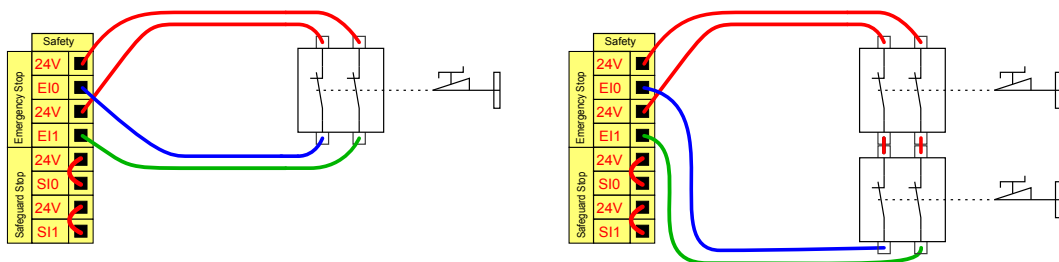 Safety
Emergency Stop
24V
EI0
24V
EI1
Safeguard Stop
24V
SI0
24V
SI1
Safety
Emergency Stop
24V
EI0
24V
EI1
Safeguard Stop
24V
SI0
24V
SI1